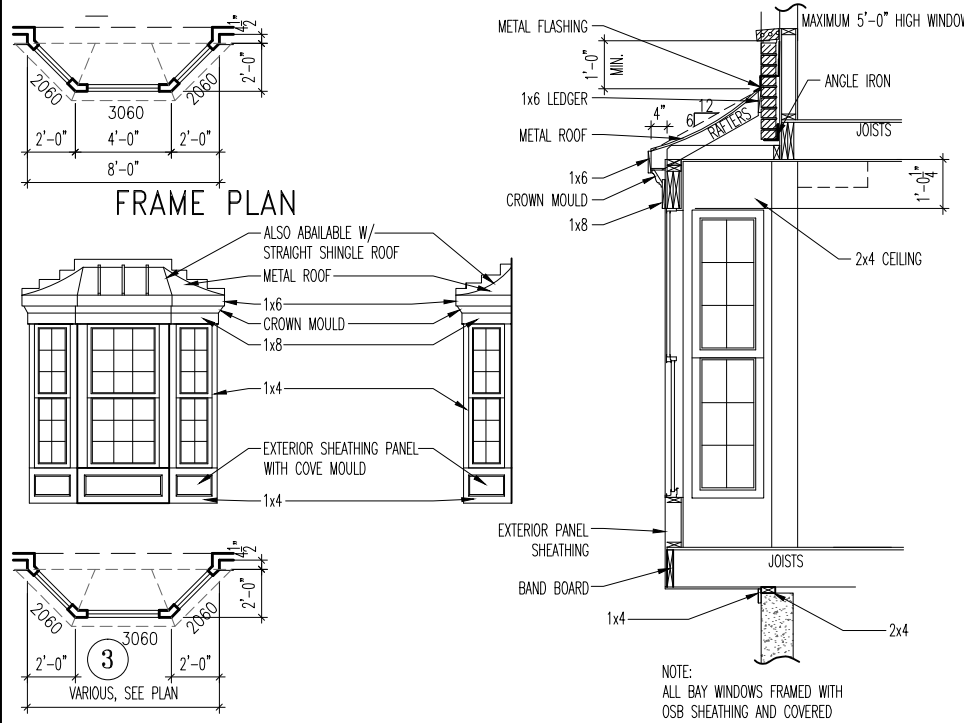 4 1/2"
2'-0"
2060
3060
2060
2'-0"
4'-0"
2'-0"
8'-0"
FRAME PLAN
ALSO ABAILABLE W/
STRAIGHT SHINGLE ROOF
METAL ROOF
1x6
CROWN MOULD
1x8
1x4
EXTERIOR SHEATHING PANEL
WITH COVE MOULD
1x4
4 1/2"
2'-0"
2060
3060
2060
2'-0"
3
2'-0"
VARIOUS, SEE PLAN
METAL FLASHING
MAXIMUM 5'-0" HIGH WINDOW
1'-0"
MIN.
ANGLE IRON
1x6 LEDGER
4"
12
6
RAFTERS
JOISTS
METAL ROOF
1x6
CROWN MOULD
1x8
1'-0 1/4"
2x4 CEILING
EXTERIOR PANEL
SHEATHING
JOISTS
BAND BOARD
1x4
2x4
NOTE:
ALL BAY WINDOWS FRAMED WITH
OSB SHEATHING AND COVERED